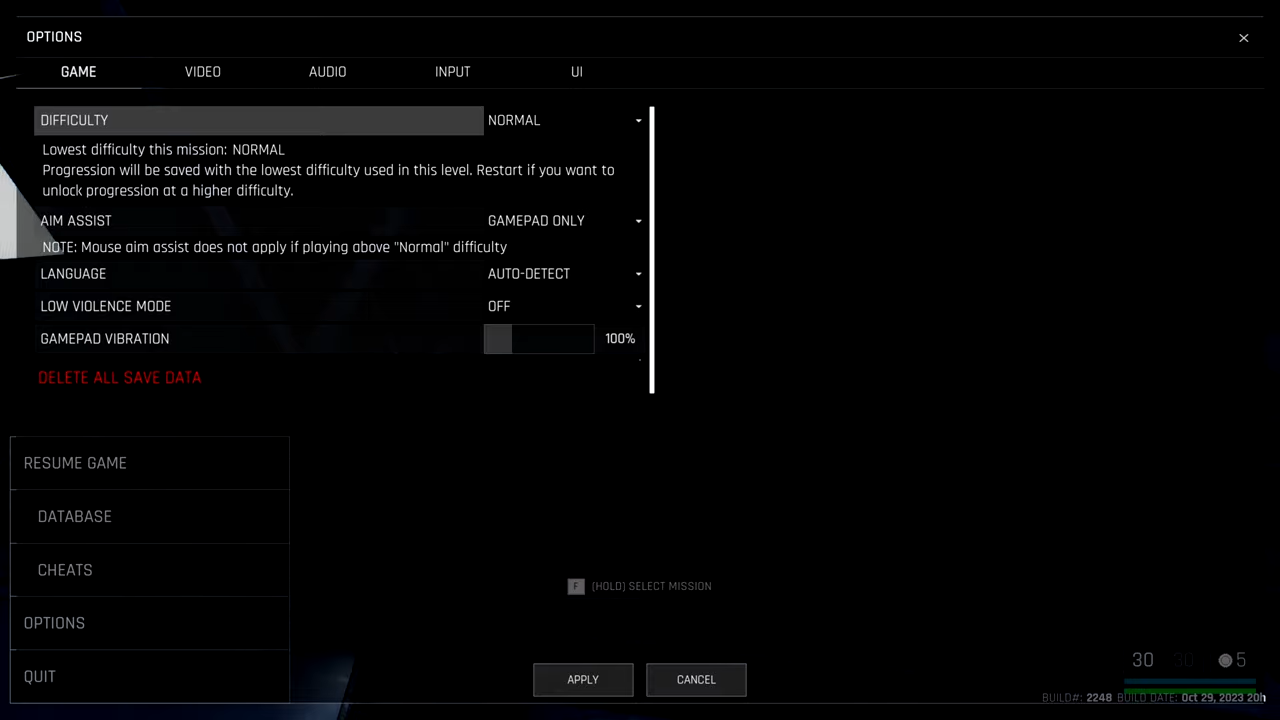 OPTIONS
GAME VIDEO AUDIO INPUT UI
DIFFICULTY NORMAL
Lowest difficulty this mission: NORMAL
Progression will be saved with the lowest difficulty used in this level. Restart if you want to
unlock progression at a higher difficulty.
AIM ASSIST GAMEPAD ONLY
NOTE: Mouse aim assist does not apply if playing above "Normal" difficulty
LANGUAGE AUTO-DETECT
LOW VIOLENCE MODE OFF
GAMEPAD VIBRATION 100%
DELETE ALL SAVE DATA
RESUME GAME
DATABASE
CHEATS
F (HOLD) SELECT MISSION
OPTIONS
QUIT
APPLY CANCEL
30 30 5
BUILD#: 2248 BUILD DATE: Oct 29, 2023 20h